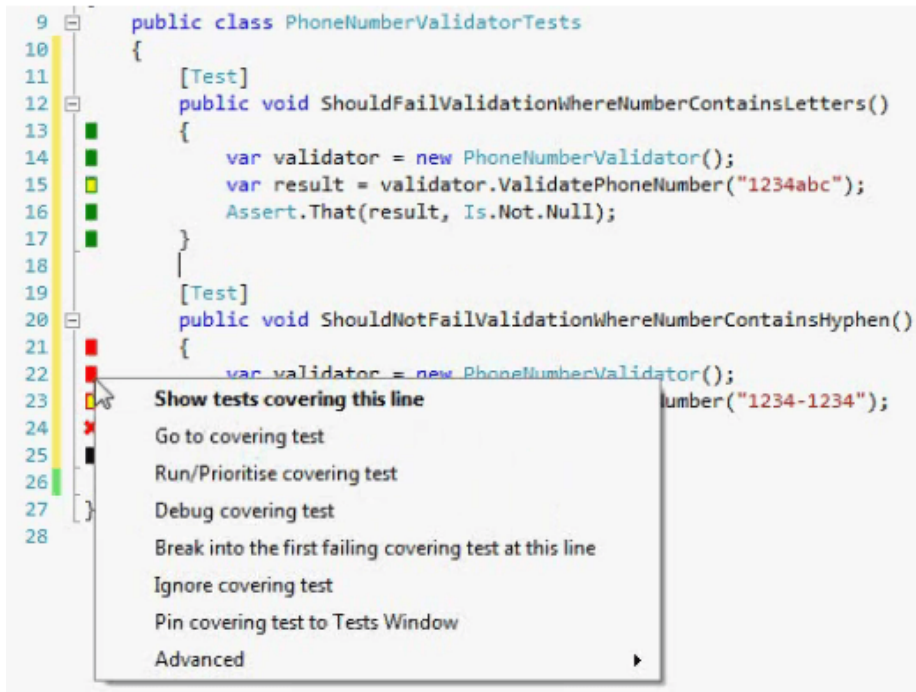 9 public class PhoneNumberValidatorTests
10 {
11 [Test]
12 public void ShouldFailValidationWhereNumberContainsLetters()
13 {
14 var validator = new PhoneNumberValidator();
15 var result = validator.ValidatePhoneNumber("1234abc");
16 Assert.That(result, Is.Not.Null);
17 }
18
19 [Test]
20 public void ShouldNotFailValidationWhereNumberContainsHyphen()
21 {
22 var validator = new PhoneNumberValidator();
23 umber("1234-1234");
24
25
26
27 }
28
Show tests covering this line
Go to covering test
Run/Prioritise covering test
Debug covering test
Break into the first failing covering test at this line
Ignore covering test
Pin covering test to Tests Window
Advanced